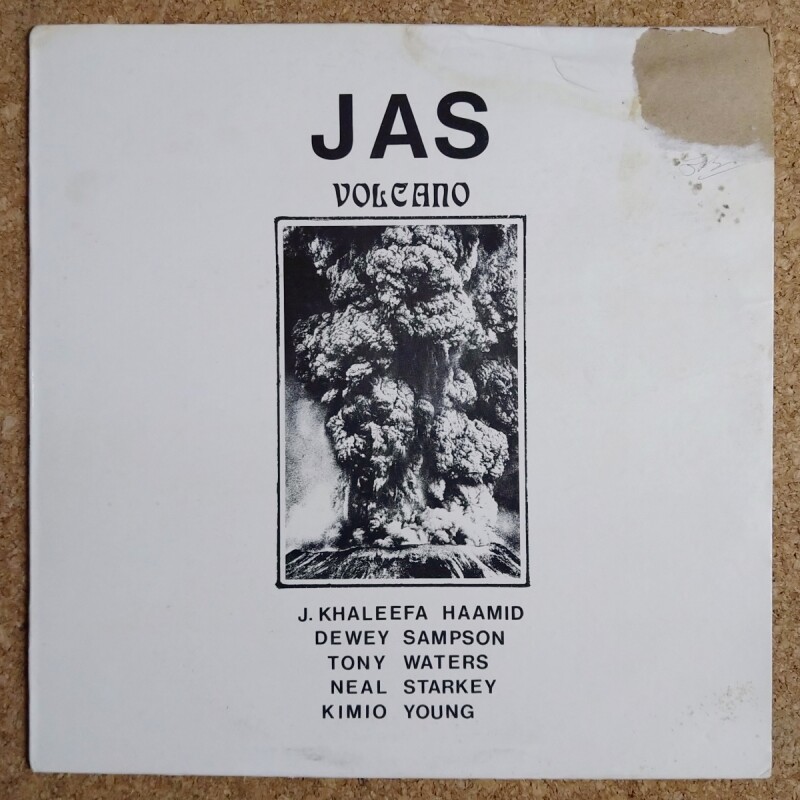 JAS
VOLCANO
J. KHALEEFA HAAMID
DEWEY SAMPSON
TONY WATERS
NEAL STARKEY
KIMIO YOUNG